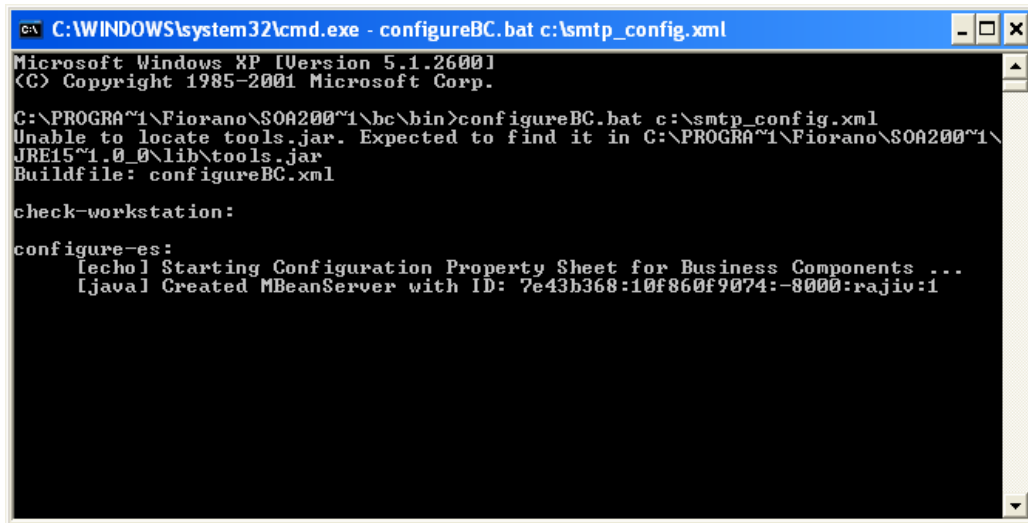 C:\WINDOWS\system32\cmd.exe - configureBC.bat c:\smtp_config.xml
Microsoft Windows XP [Version 5.1.2600]
(C) Copyright 1985-2001 Microsoft Corp.
C:\PROGRA~1\Fiorano\SOA200~1\bc\bin>configureBC.bat c:\smtp_config.xml
Unable to locate tools.jar. Expected to find it in C:\PROGRA~1\Fiorano\SOA200~1\
JRE15~1.0_0\lib\tools.jar
Buildfile: configureBC.xml
check-workstation:
configure-es:
[echo] Starting Configuration Property Sheet for Business Components ...
[java] Created MBeanServer with ID: 7e43b368:10f860f9074:-8000:rajiv:1